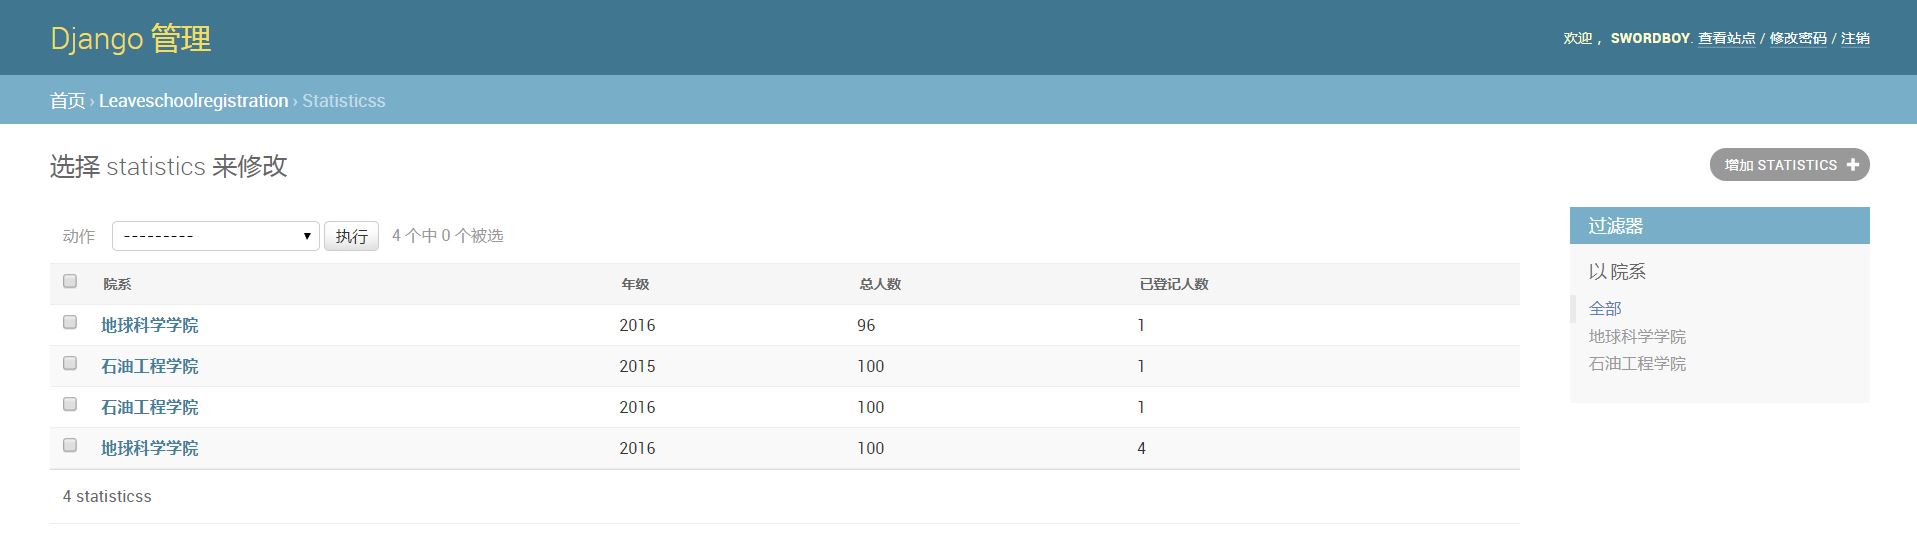 Django 管理
欢迎， SWORDBOY. 查看站点 / 修改密码 / 注销
首页 › Leaveschoolregistration › Statisticss
选择 statistics 来修改
增加 STATISTICS
动作 --------- 执行 4 个中 0 个被选
院系 年级 总人数 已登记人数
地球科学学院 2016 96 1
石油工程学院 2015 100 1
石油工程学院 2016 100 1
地球科学学院 2016 100 4
4 statisticss
过滤器
以 院系
全部
地球科学学院
石油工程学院